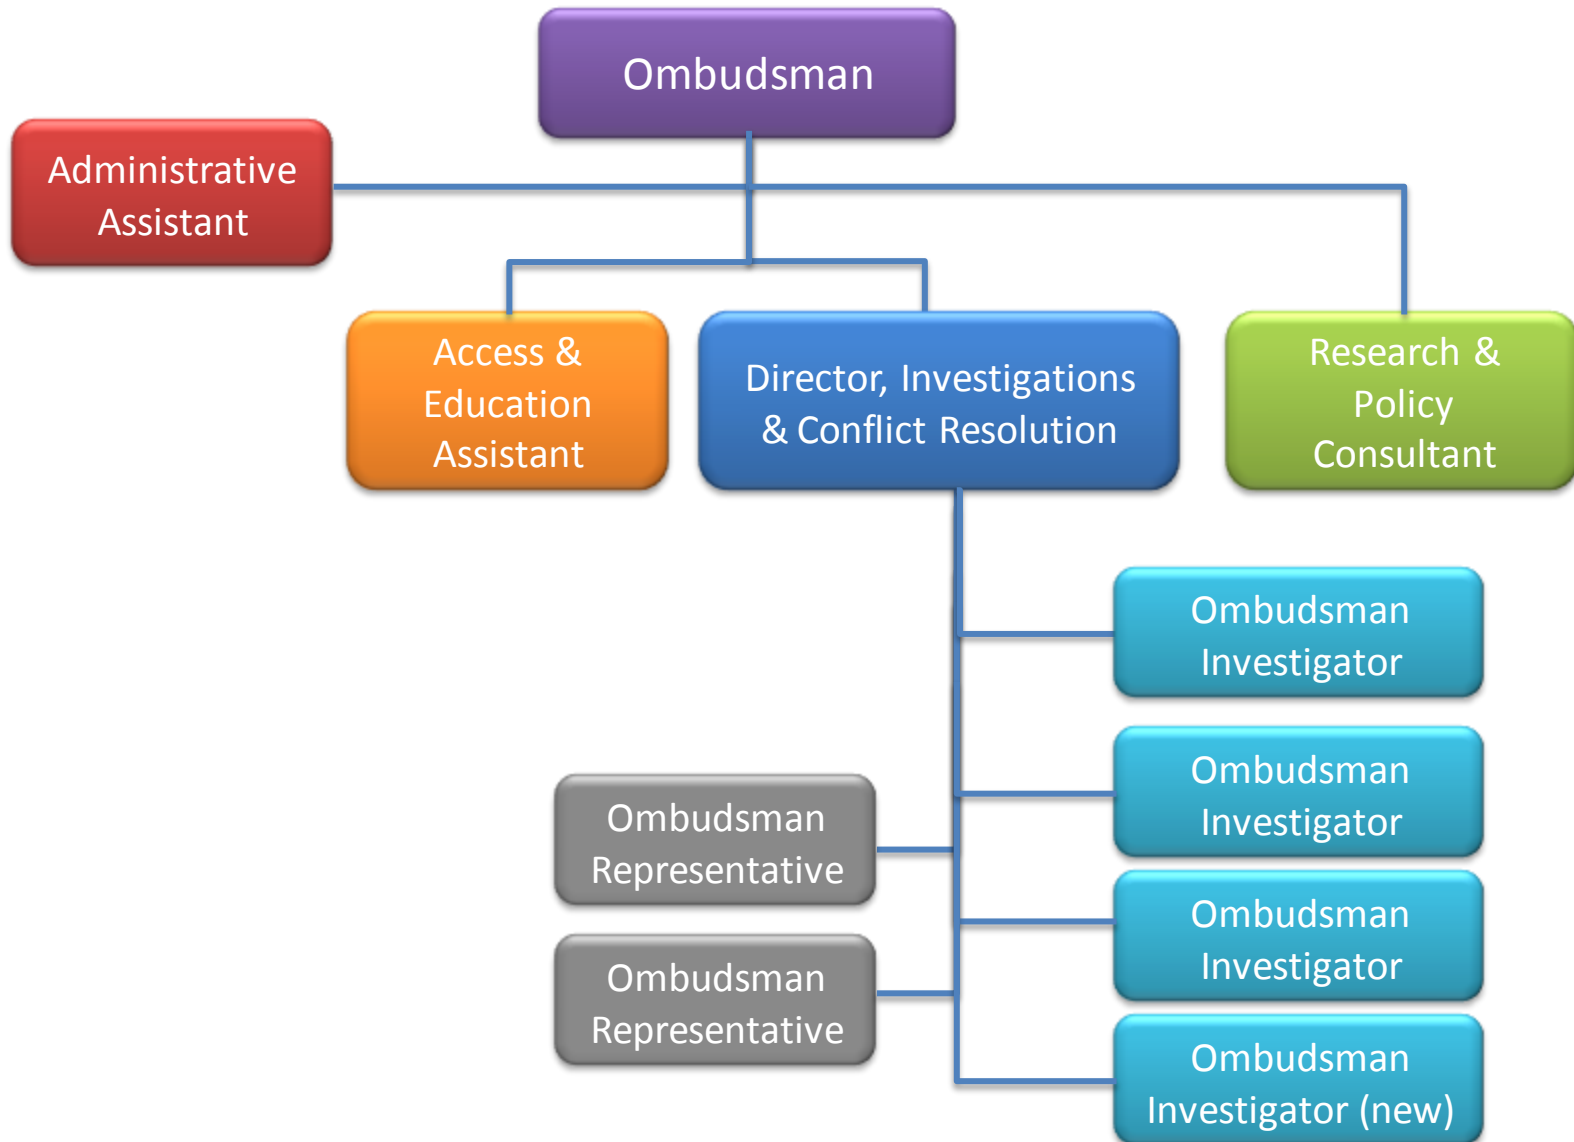 Ombudsman
Administrative
Assistant
Access &
Education
Assistant
Director, Investigations
& Conflict Resolution
Research &
Policy
Consultant
Ombudsman
Investigator
Ombudsman
Investigator
Ombudsman
Representative
Ombudsman
Investigator
Ombudsman
Representative
Ombudsman
Investigator (new)